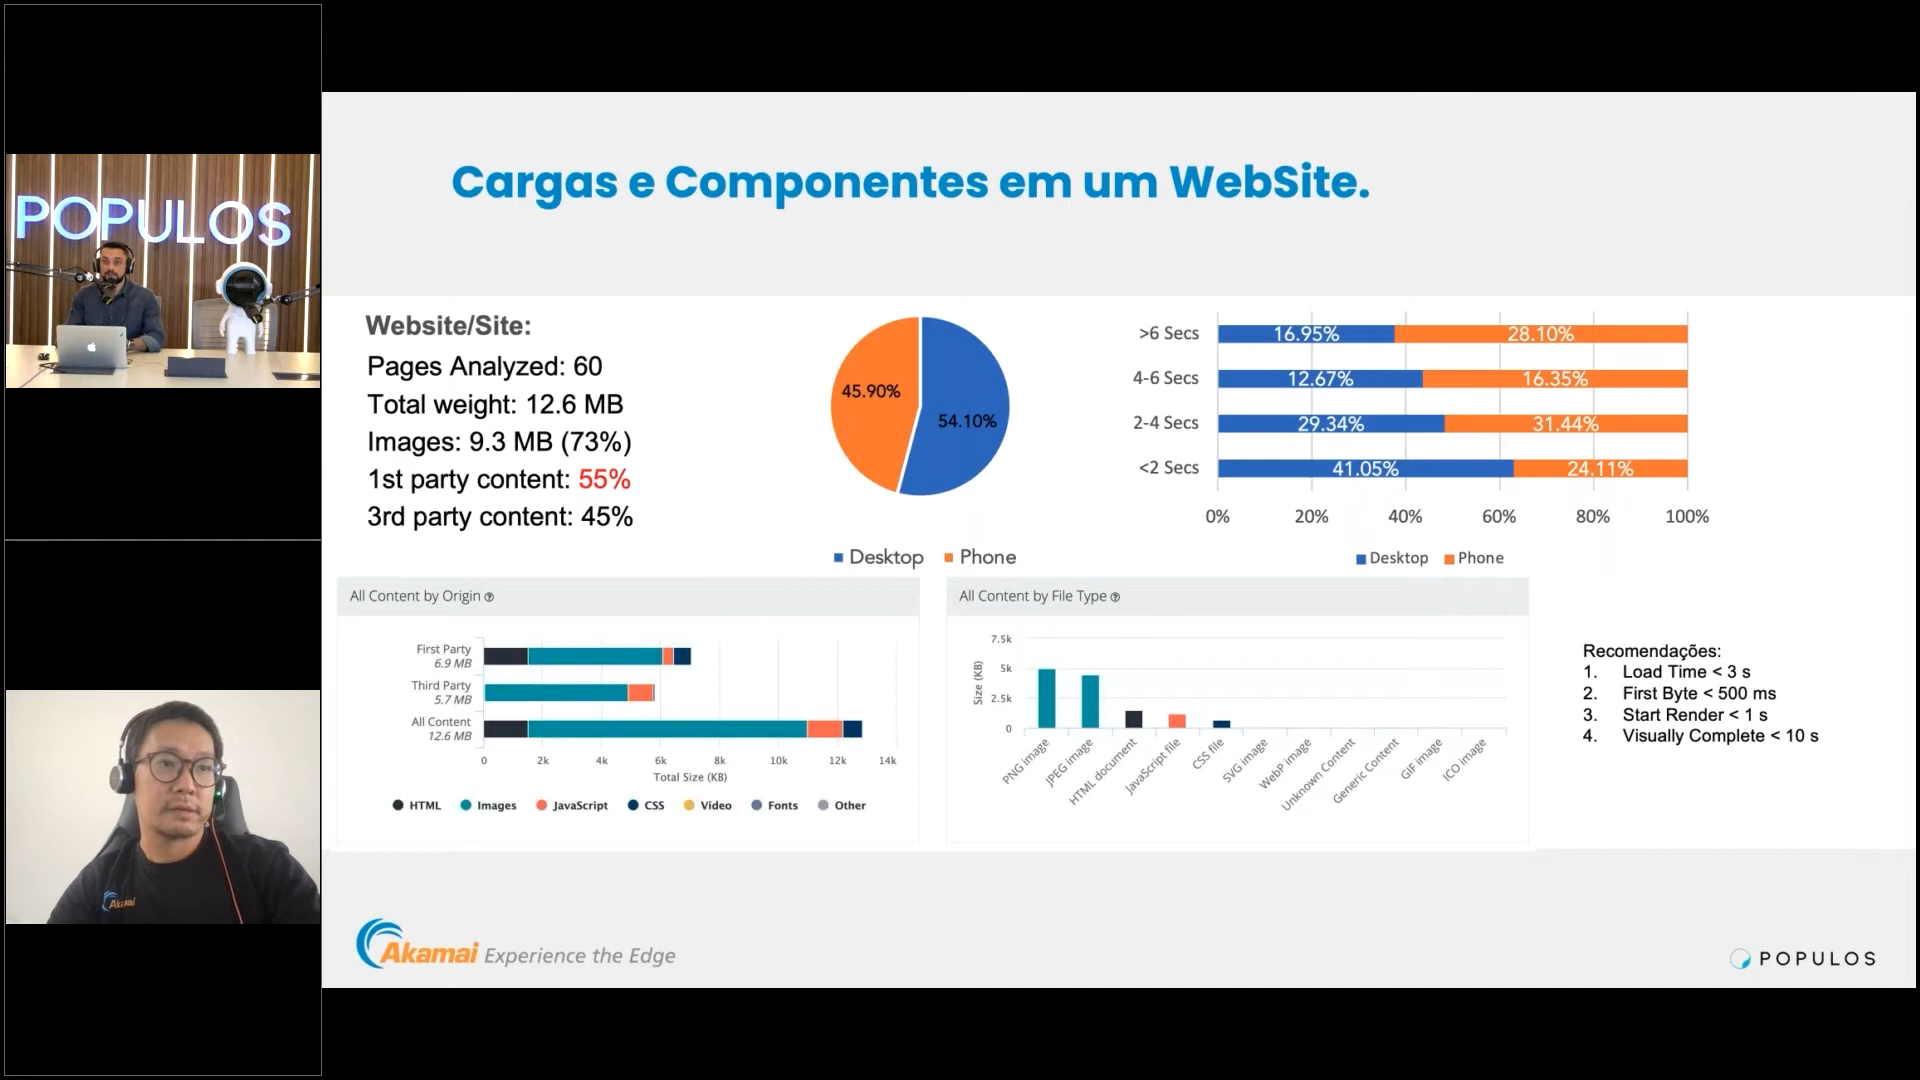 POPULOS
Akamai
Cargas e Componentes em um WebSite.
Website/Site:
Pages Analyzed: 60
Total weight: 12.6 MB
Images: 9.3 MB (73%)
1st party content: 55%
3rd party content: 45%
45.90%
54.10%
Desktop Phone
>6 Secs 16.95% 28.10%
4-6 Secs 12.67% 16.35%
2-4 Secs 29.34% 31.44%
<2 Secs 41.05% 24.11%
0% 20% 40% 60% 80% 100%
Desktop Phone
All Content by Origin ?
First Party
6.9 MB
Third Party
5.7 MB
All Content
12.6 MB
0 2k 4k 6k 8k 10k 12k 14k
Total Size (KB)
HTML Images JavaScript CSS Video Fonts Other
All Content by File Type ?
Size (KB)
7.5k
5k
2.5k
0
PNG image
JPEG image
HTML document
JavaScript file
CSS file
SVG image
WebP image
Unknown Content
Generic Content
GIF image
ICO image
Recomendações:
1. Load Time < 3 s
2. First Byte < 500 ms
3. Start Render < 1 s
4. Visually Complete < 10 s
Akamai Experience the Edge
POPULOS